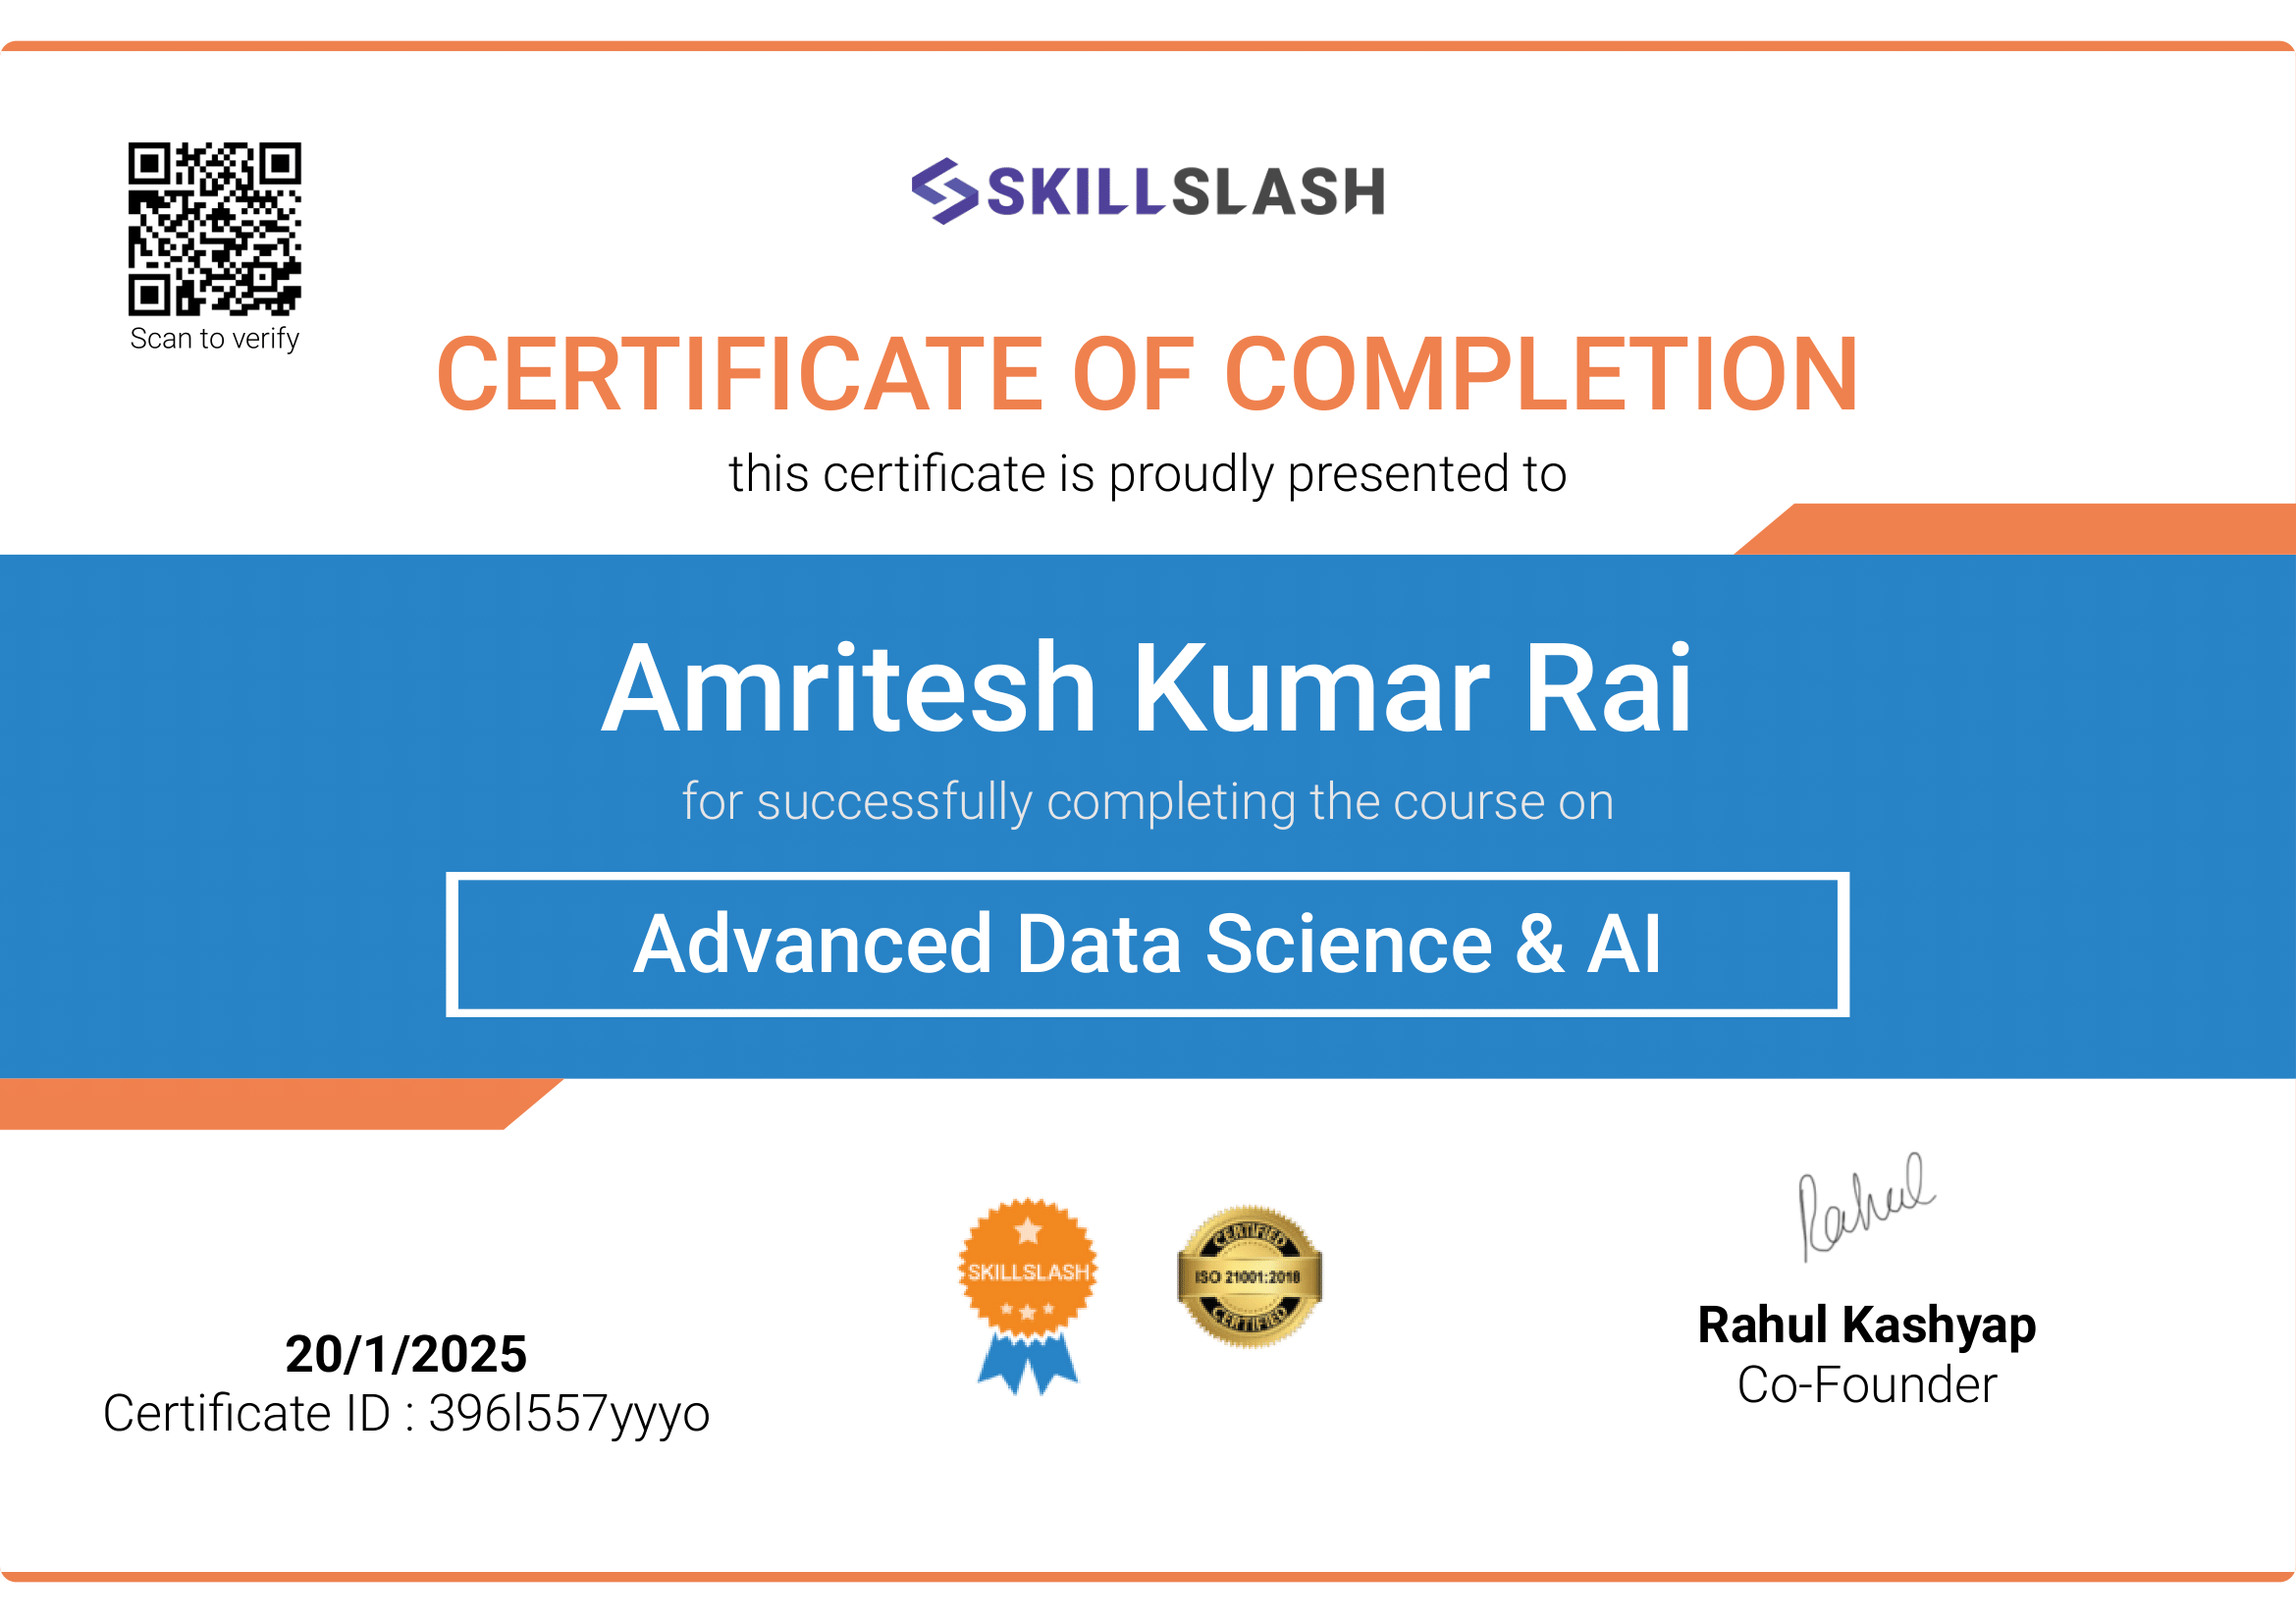 SKILLSLASH
Scan to verify
CERTIFICATE OF COMPLETION
this certificate is proudly presented to
Amritesh Kumar Rai
for successfully completing the course on
Advanced Data Science & AI
SKILLSLASH
CERTIFIED
ISO 21001:2018
CERTIFIED
Rahul
Rahul Kashyap
Co-Founder
20/1/2025
Certificate ID : 396l557yyyo